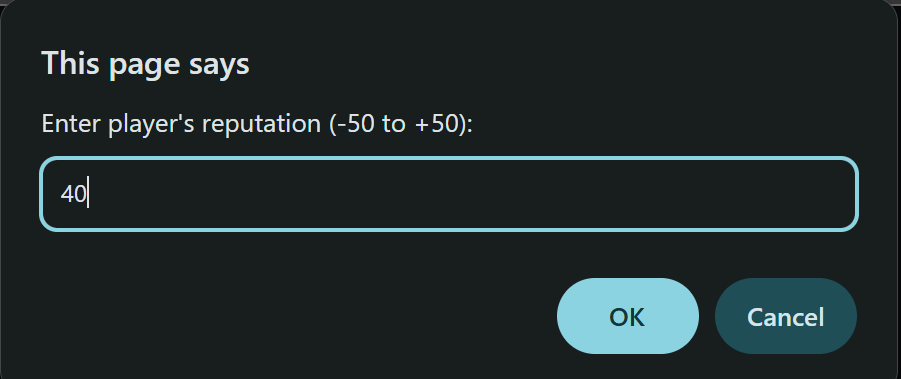 This page says
Enter player's reputation (-50 to +50):
40
OK
Cancel